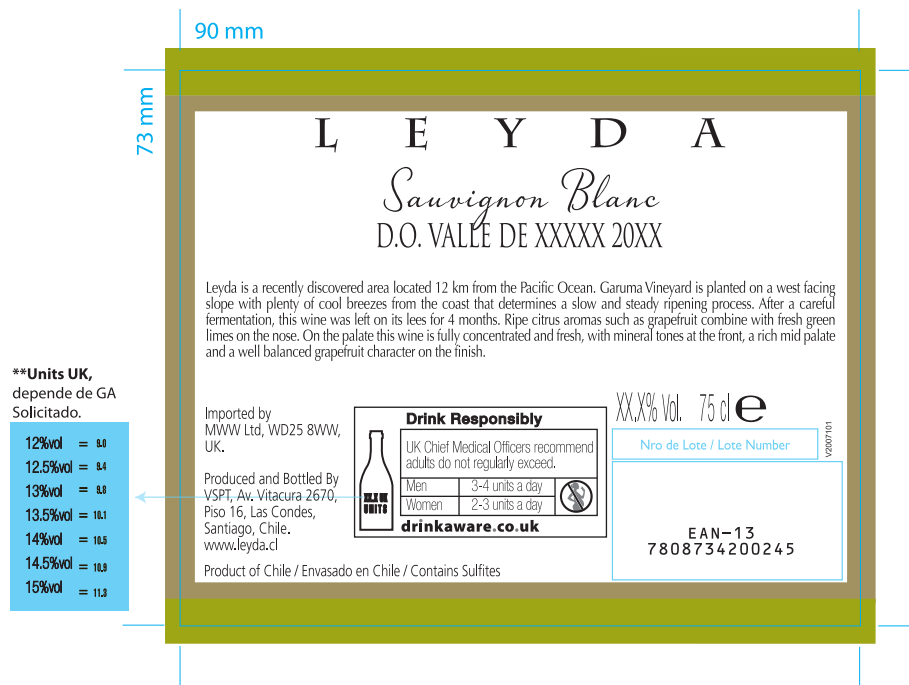 90 mm
73 mm
LEYDA
Sauvignon Blanc
D.O. VALLE DE XXXXX 20XX
Leyda is a recently discovered area located 12 km from the Pacific Ocean. Garuma Vineyard is planted on a west facing
slope with plenty of cool breezes from the coast that determines a slow and steady ripening process. After a careful
fermentation, this wine was left on its lees for 4 months. Ripe citrus aromas such as grapefruit combine with fresh green
limes on the nose. On the palate this wine is fully concentrated and fresh, with mineral tones at the front, a rich mid palate
and a well balanced grapefruit character on the finish.
**Units UK,
depende de GA
Solicitado.
12%vol = 9.0
12.5%vol = 9.4
13%vol = 9.8
13.5%vol = 10.1
14%vol = 10.5
14.5%vol = 10.9
15%vol = 11.3
Imported by
MWW Ltd, WD25 8WW,
UK.
Produced and Bottled By
VSPT, Av. Vitacura 2670,
Piso 16, Las Condes,
Santiago, Chile.
www.leyda.cl
Product of Chile / Envasado en Chile / Contains Sulfites
Drink Responsibly
UK Chief Medical Officers recommend
adults do not regularly exceed.
Men 3-4 units a day
Women 2-3 units a day
UNITS
drinkaware.co.uk
XX.X% Vol. 75 cl e
Nro de Lote / Lote Number
V2007101
EAN-13
7808734200245